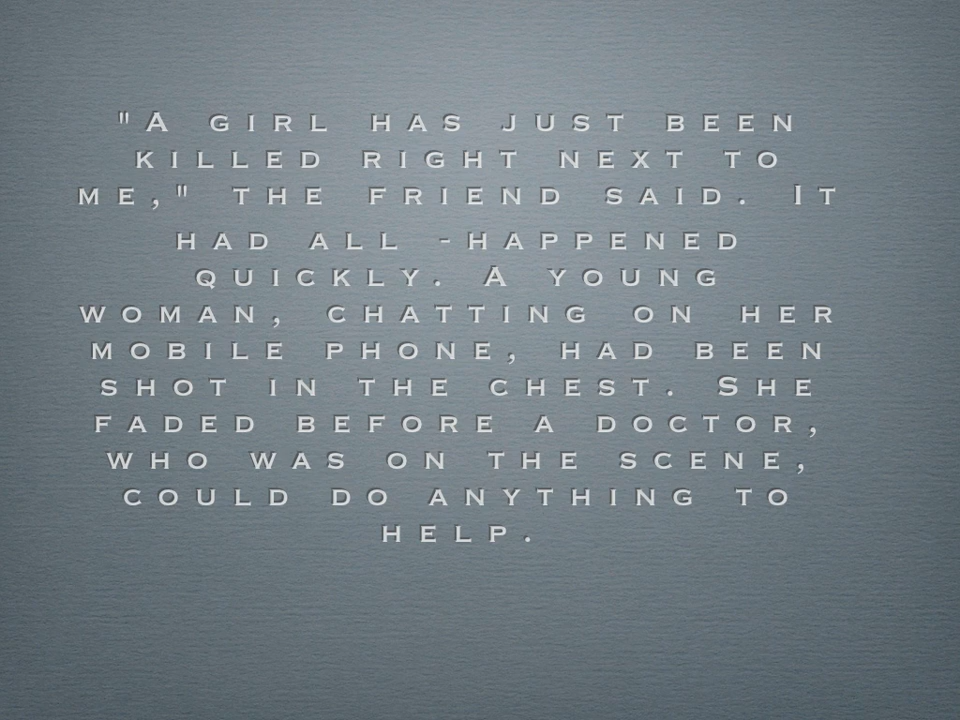 "A girl has just been
killed right next to
me," the friend said. It
had all -happened
quickly. A young
woman, chatting on her
mobile phone, had been
shot in the chest. She
faded before a doctor,
who was on the scene,
could do anything to
help.